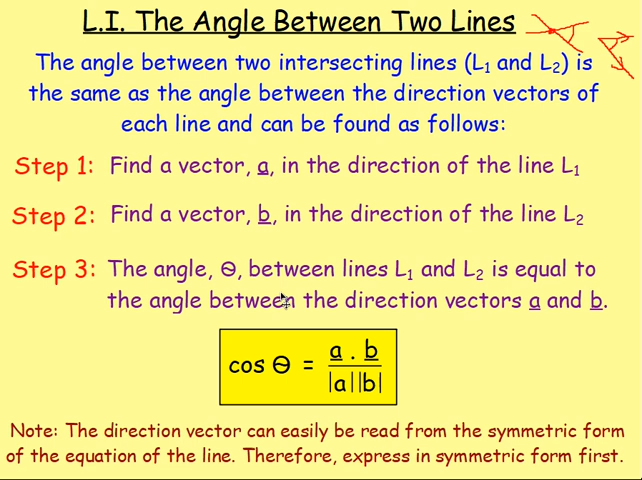 L.I. The Angle Between Two Lines
The angle between two intersecting lines (L₁ and L₂) is
the same as the angle between the direction vectors of
each line and can be found as follows:
Step 1: Find a vector, a, in the direction of the line L₁
Step 2: Find a vector, b, in the direction of the line L₂
Step 3: The angle, Θ, between lines L₁ and L₂ is equal to
the angle between the direction vectors a and b.
cos Θ = a . b
|a||b|
Note: The direction vector can easily be read from the symmetric form
of the equation of the line. Therefore, express in symmetric form first.